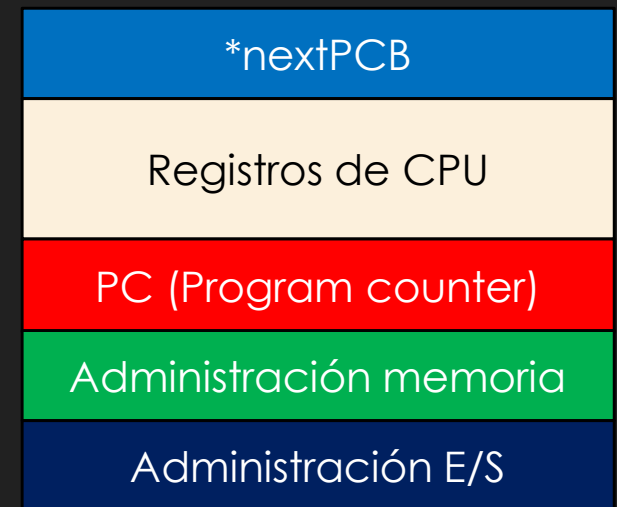 *nextPCB
Registros de CPU
PC (Program counter)
Administración memoria
Administración E/S